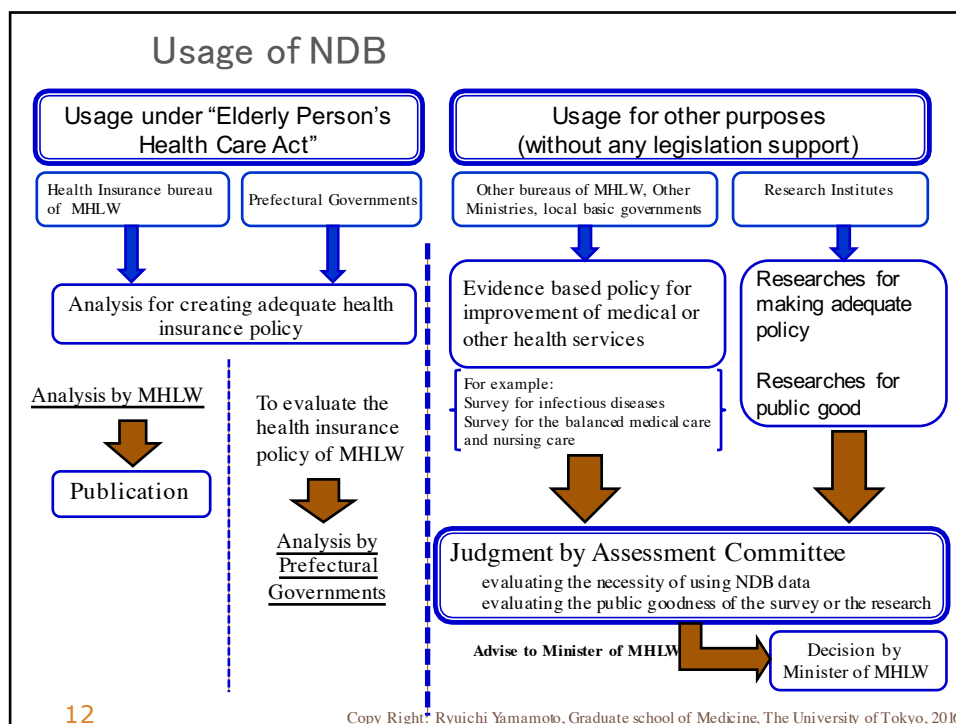 Usage of NDB
Usage under “Elderly Person’s
Health Care Act”
Health Insurance bureau
of MHLW
Prefectural Governments
Analysis for creating adequate health
insurance policy
Analysis by MHLW
Publication
To evaluate the
health insurance
policy of MHLW
Analysis by
Prefectural
Governments
Usage for other purposes
(without any legislation support)
Other bureaus of MHLW, Other
Ministries, local basic governments
Research Institutes
Evidence based policy for
improvement of medical or
other health services
For example:
Survey for infectious diseases
Survey for the balanced medical care
and nursing care
Researches for
making adequate
policy
Researches for
public good
Judgment by Assessment Committee
evaluating the necessity of using NDB data
evaluating the public goodness of the survey or the research
Advise to Minister of MHLW
Decision by
Minister of MHLW
12
Copy Right: Ryuichi Yamamoto, Graduate school of Medicine, The University of Tokyo, 2016